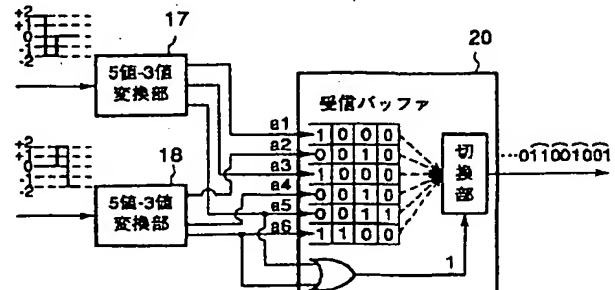 +2
+1
0
-1
-2
17
5値-3値
変換部
+2
+1
0
-1
-2
18
5値-3値
変換部
20
受信バッファ
a1 1 0 0 0
a2 0 0 1 0
a3 1 0 0 0
a4 0 0 1 0
a5 0 0 1 1
a6 1 1 0 0
切換部
1
…011001001001